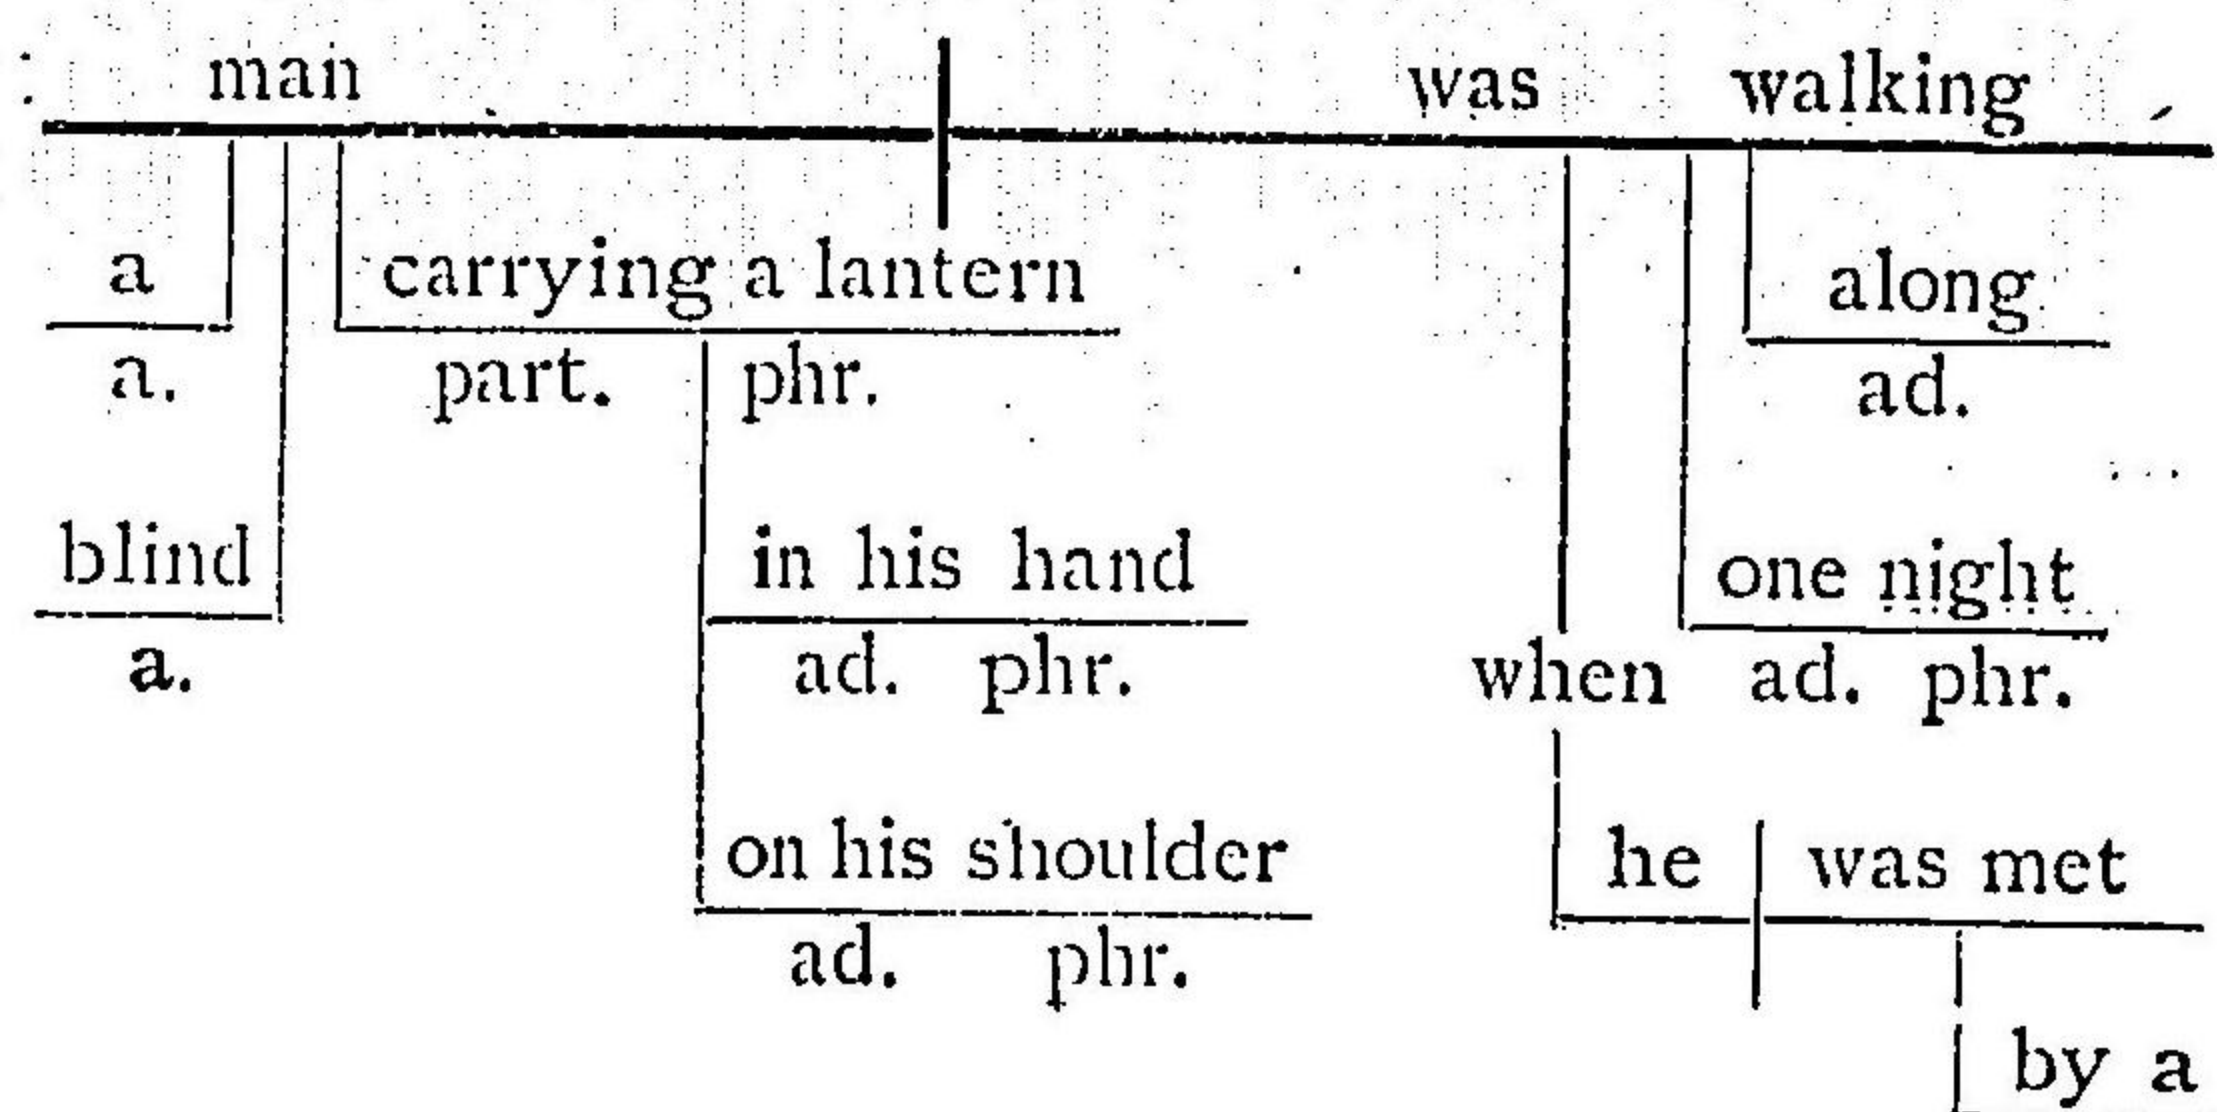 man was walking
a carrying a lantern along
a. part. phr. ad.
blind in his hand one night
a. ad. phr. when ad. phr.
on his shoulder he was met
ad. phr.
by a